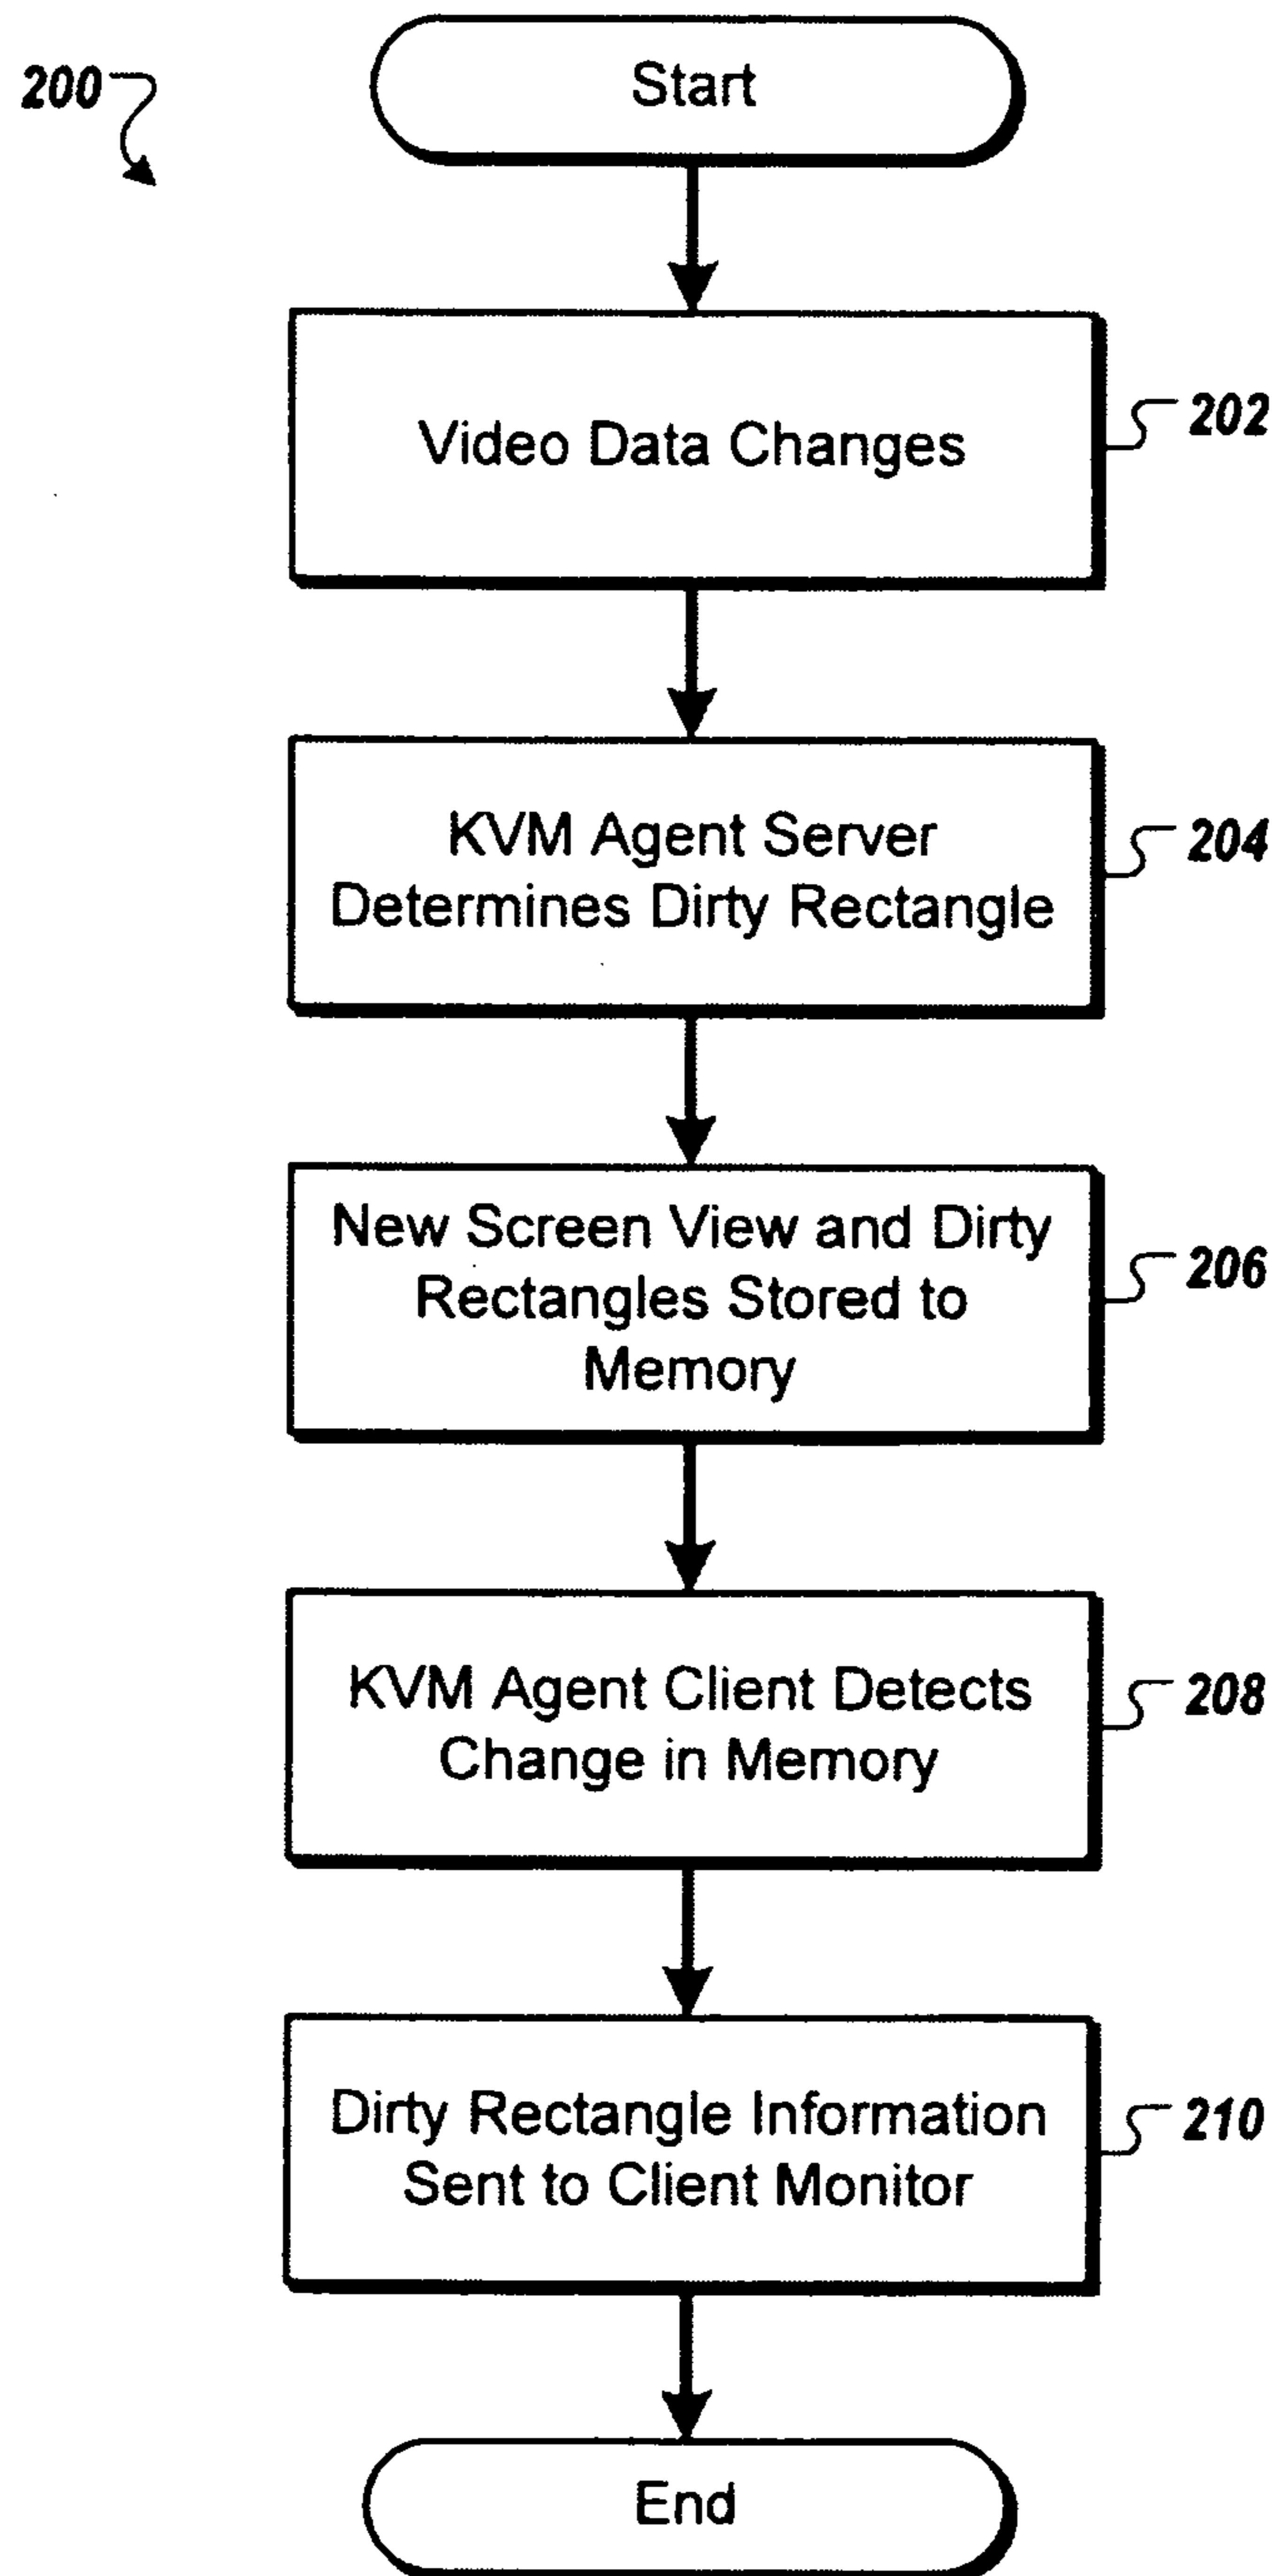 200
Start
Video Data Changes
202
KVM Agent Server
Determines Dirty Rectangle
204
New Screen View and Dirty
Rectangles Stored to
Memory
206
KVM Agent Client Detects
Change in Memory
208
Dirty Rectangle Information
Sent to Client Monitor
210
End